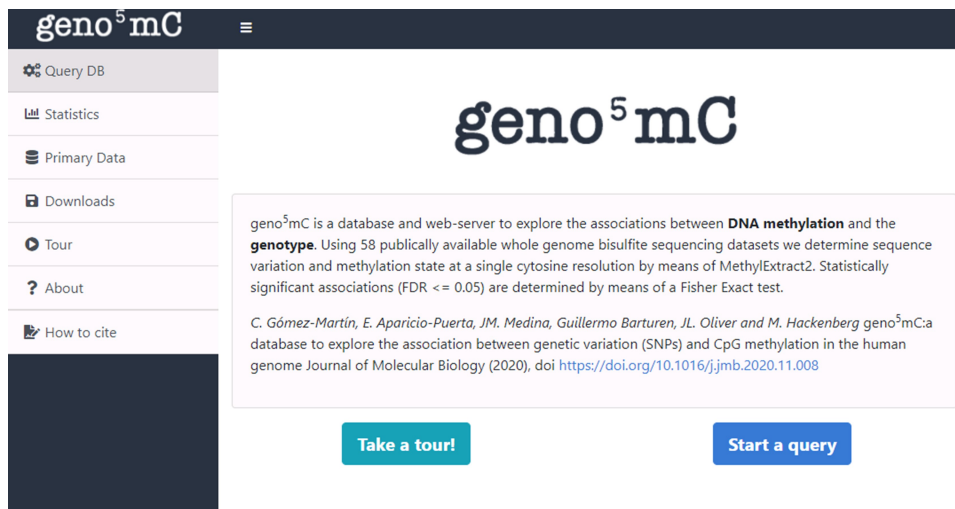 geno⁵mC
Query DB
Statistics
Primary Data
Downloads
Tour
About
How to cite
geno⁵mC
geno⁵mC is a database and web-server to explore the associations between DNA methylation and the
genotype. Using 58 publically available whole genome bisulfite sequencing datasets we determine sequence
variation and methylation state at a single cytosine resolution by means of MethylExtract2. Statistically
significant associations (FDR <= 0.05) are determined by means of a Fisher Exact test.
C. Gómez-Martín, E. Aparicio-Puerta, JM. Medina, Guillermo Barturen, JL. Oliver and M. Hackenberg geno⁵mC:a
database to explore the association between genetic variation (SNPs) and CpG methylation in the human
genome Journal of Molecular Biology (2020), doi https://doi.org/10.1016/j.jmb.2020.11.008
Take a tour!
Start a query